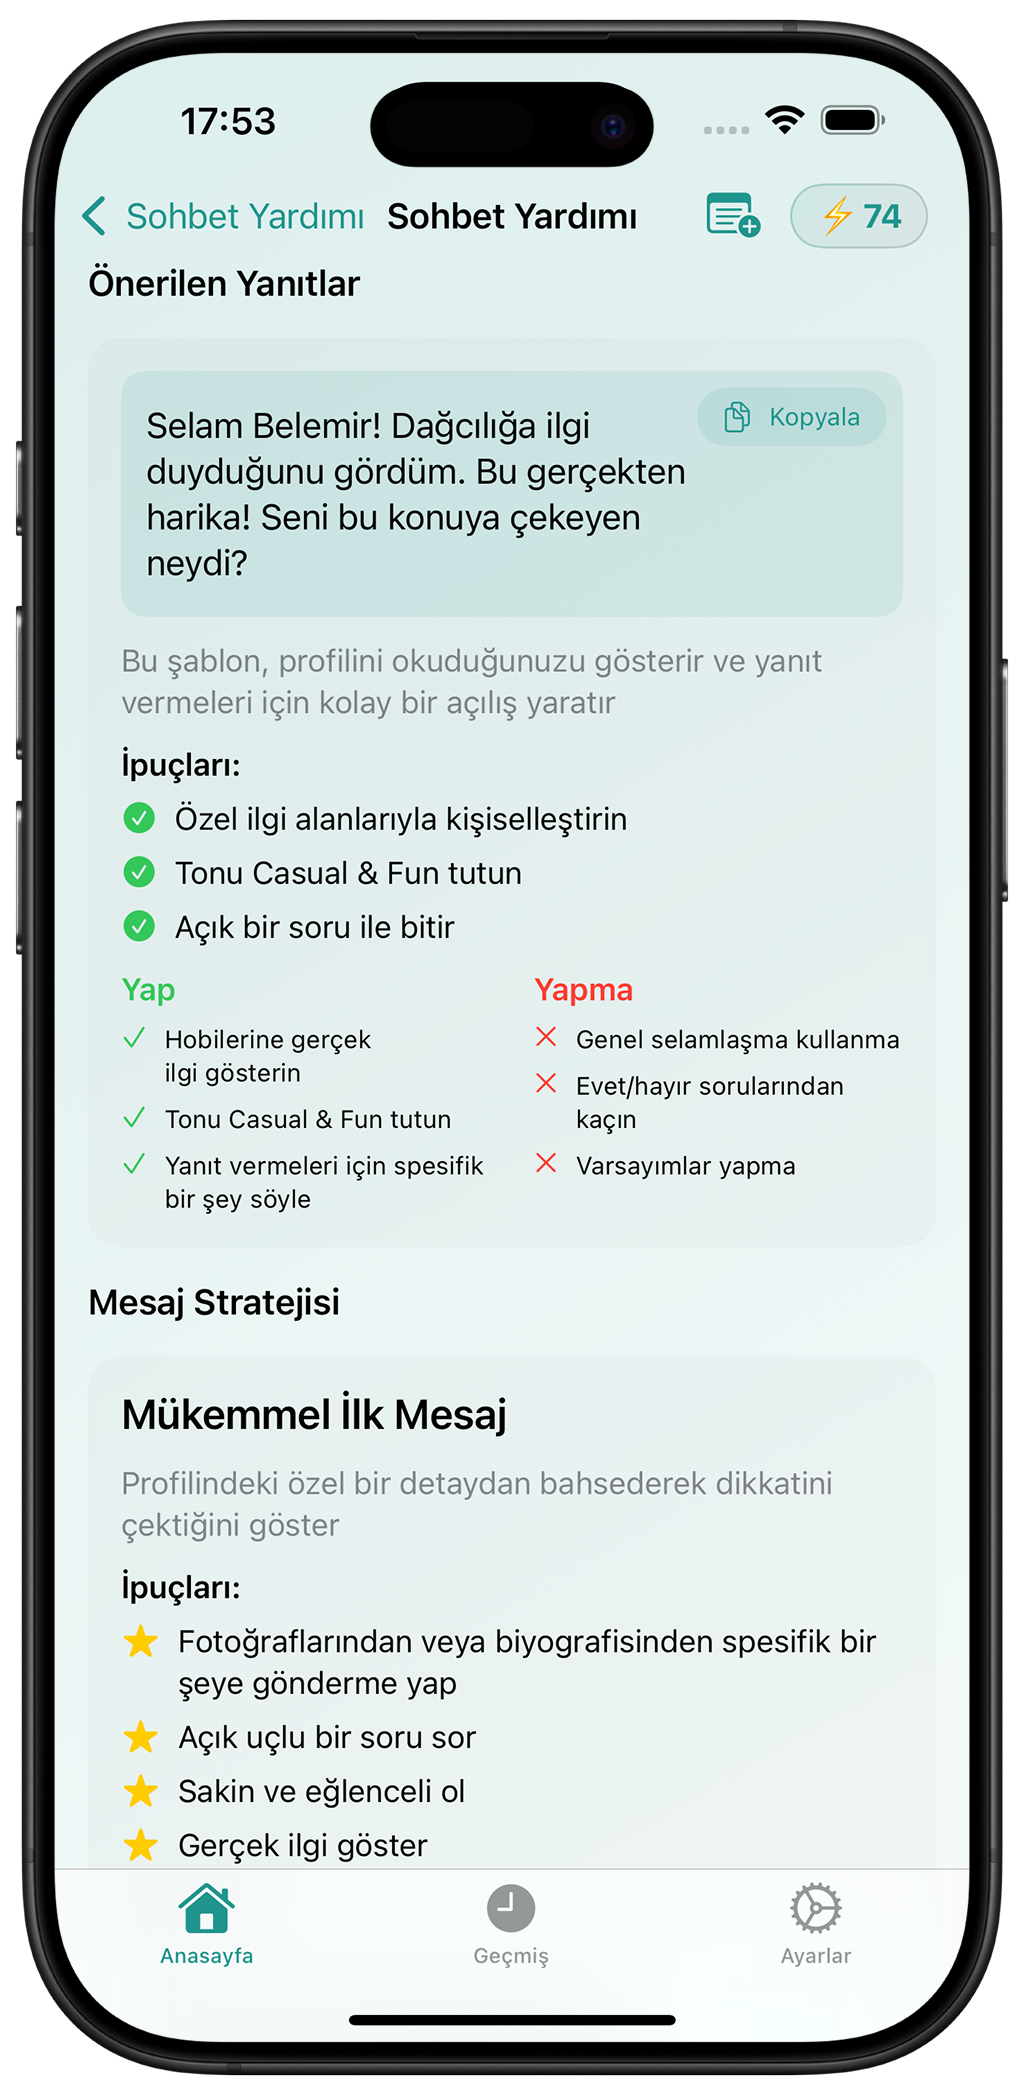 17:53
Sohbet Yardımı
Sohbet Yardımı
74
Önerilen Yanıtlar
Selam Belemir! Dağcılığa ilgi
duyduğunu gördüm. Bu gerçekten
harika! Seni bu konuya çekeyen
neydi?
Kopyala
Bu şablon, profilini okuduğunuzu gösterir ve yanıt
vermeleri için kolay bir açılış yaratır
İpuçları:
Özel ilgi alanlarıyla kişiselleştirin
Tonu Casual & Fun tutun
Açık bir soru ile bitir
Yap
Hobilerine gerçek
ilgi gösterin
Tonu Casual & Fun tutun
Yanıt vermeleri için spesifik
bir şey söyle
Yapma
Genel selamlaşma kullanma
Evet/hayır sorularından
kaçın
Varsayımlar yapma
Mesaj Stratejisi
Mükemmel İlk Mesaj
Profilindeki özel bir detaydan bahsederek dikkatini
çektiğini göster
İpuçları:
Fotoğraflarından veya biyografisinden spesifik bir
şeye gönderme yap
Açık uçlu bir soru sor
Sakin ve eğlenceli ol
Gerçek ilgi göster
Anasayfa
Geçmiş
Ayarlar